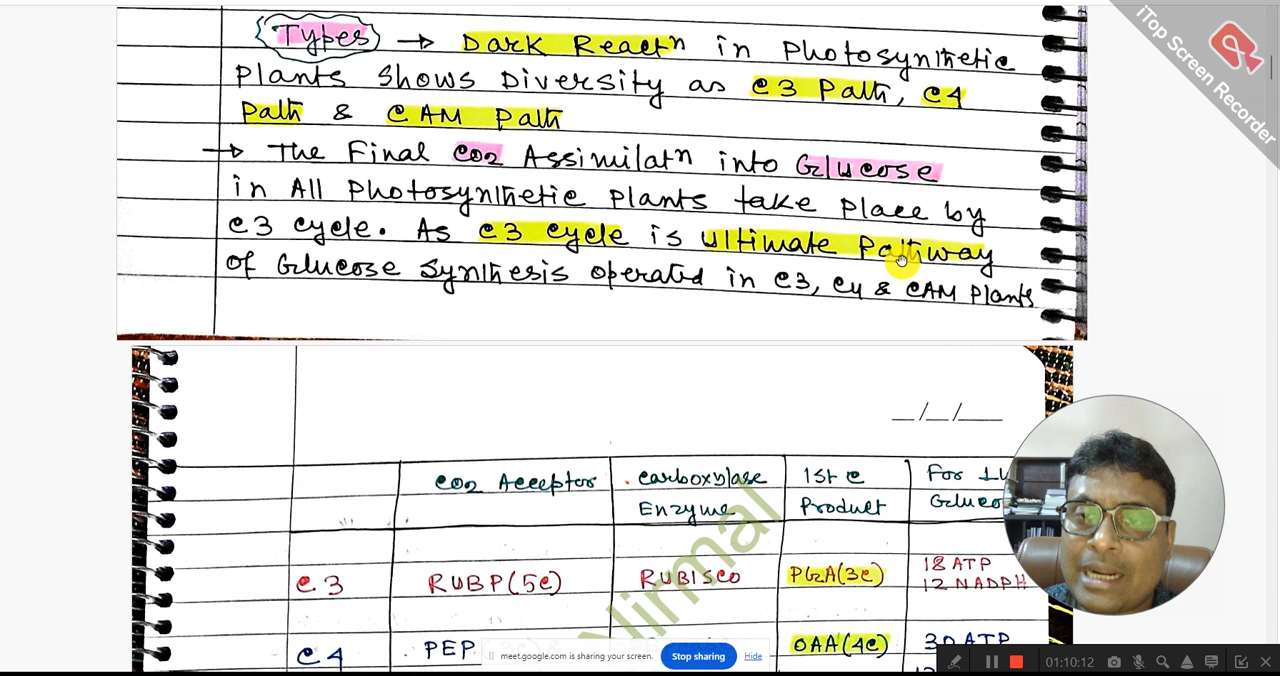 Types → Dark Reactn in Photosynthetic
Plants Shows Diversity as C3 Path, C4
Path & CAM Path
→ The Final CO2 Assimilatn into Glucose
in All Photosynthetic Plants take Place by
C3 cycle. As C3 cycle is ultimate Pathway
of Glucose Synthesis operated in C3, C4 & CAM Plants
_/_/_
CO2 Acceptor
Carboxylase Enzyme
1st C Product
For 1
C3 RUBP(5C) RUBISCO PGA(3C) 18 ATP
12 NADPH
C4 PEP OAA(4C) 30 ATP
Nirmal
meet.google.com is sharing your screen. Stop sharing Hide
01:10:12
iTop Screen Recorder